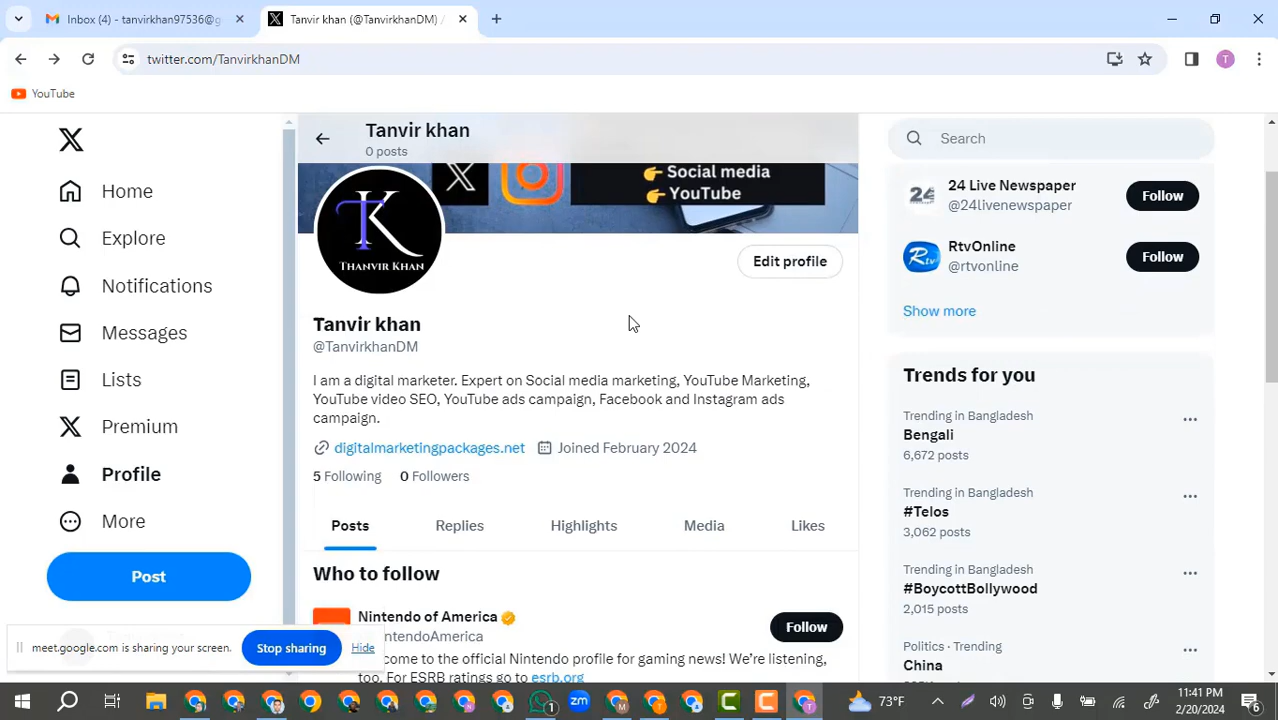 Inbox (4) - tanvirkhan97536@g
Tanvir khan (@TanvirkhanDM) /
twitter.com/TanvirkhanDM
T
YouTube
Home
Explore
Notifications
Messages
Lists
Premium
Profile
More
Post
Tanvir khan
0 posts
Social media
YouTube
TK
THANVIR KHAN
Edit profile
Tanvir khan
@TanvirkhanDM
I am a digital marketer. Expert on Social media marketing, YouTube Marketing,
YouTube video SEO, YouTube ads campaign, Facebook and Instagram ads
campaign.
digitalmarketingpackages.net Joined February 2024
5 Following 0 Followers
Posts Replies Highlights Media Likes
Who to follow
Nintendo of America
ntendoAmerica
Follow
come to the official Nintendo profile for gaming news! We're listening,
too. For ESRB ratings go to esrb.org
Search
24 Live Newspaper
@24livenewspaper
Follow
RtvOnline
@rtvonline
Follow
Show more
Trends for you
Trending in Bangladesh
Bengali
6,672 posts
Trending in Bangladesh
#Telos
3,062 posts
Trending in Bangladesh
#BoycottBollywood
2,015 posts
Politics · Trending
China
meet.google.com is sharing your screen. Stop sharing Hide
73°F
11:41 PM
2/20/2024